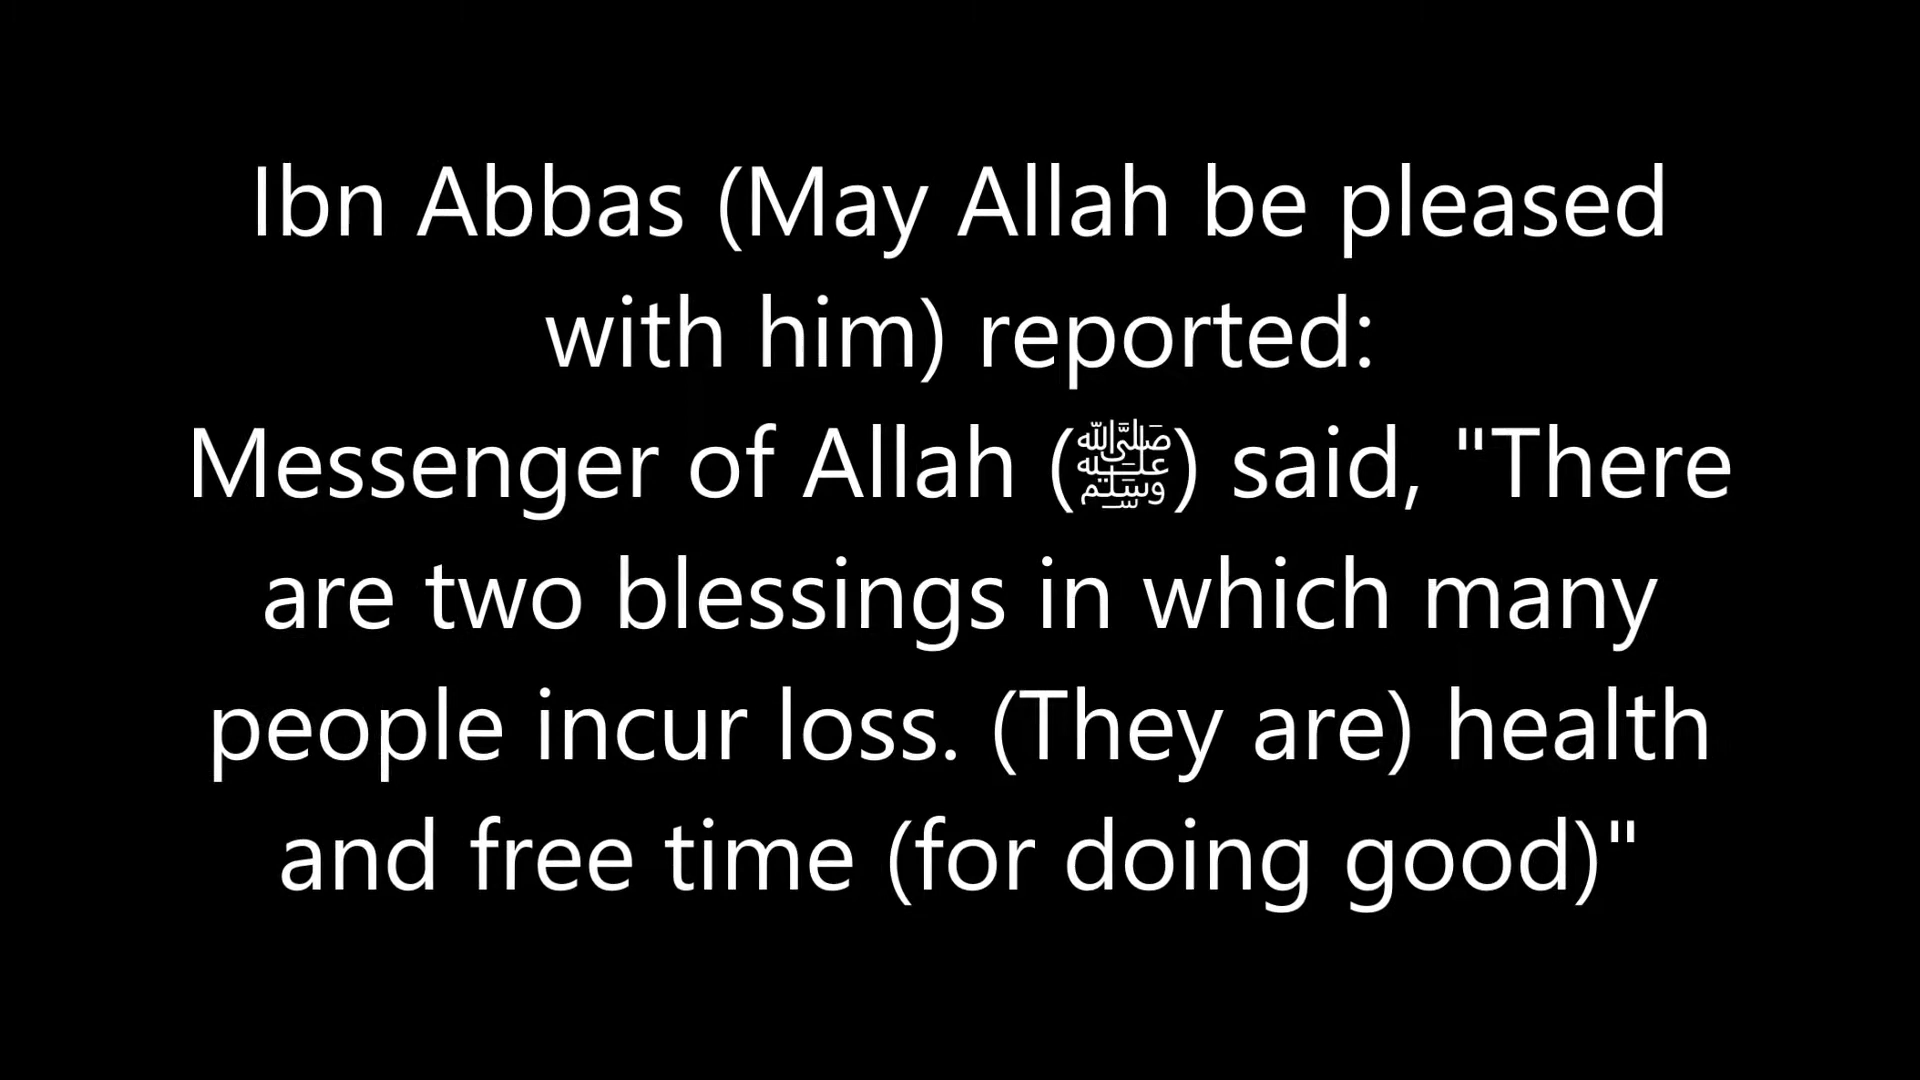 Ibn Abbas (May Allah be pleased
with him) reported:
Messenger of Allah (ﷺ) said, "There
are two blessings in which many
people incur loss. (They are) health
and free time (for doing good)"